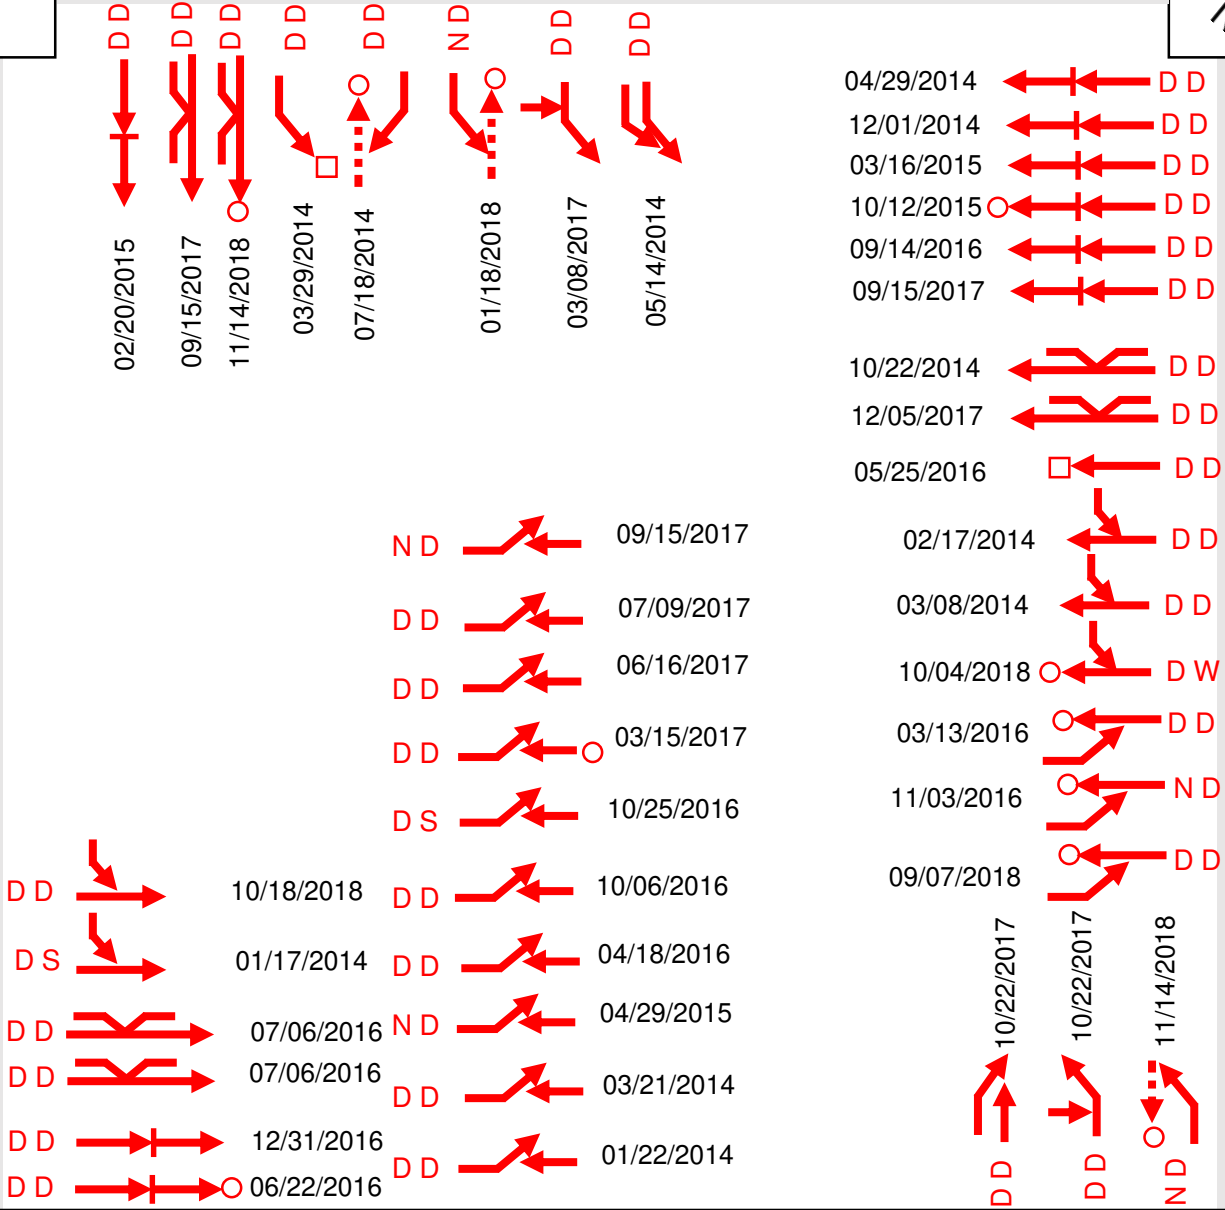 D D
D D
D D
D D
D D
N D
D D
D D
02/20/2015
09/15/2017
11/14/2018
03/29/2014
07/18/2014
01/18/2018
03/08/2017
05/14/2014
04/29/2014 D D
12/01/2014 D D
03/16/2015 D D
10/12/2015 D D
09/14/2016 D D
09/15/2017 D D
10/22/2014 D D
12/05/2017 D D
05/25/2016 D D
02/17/2014 D D
03/08/2014 D D
10/04/2018 D W
03/13/2016 D D
11/03/2016 N D
09/07/2018 D D
N D 09/15/2017
D D 07/09/2017
D D 06/16/2017
D D 03/15/2017
D S 10/25/2016
D D 10/06/2016
D D 04/18/2016
N D 04/29/2015
D D 03/21/2014
D D 01/22/2014
D D 10/18/2018
D S 01/17/2014
D D 07/06/2016
D D 07/06/2016
D D 12/31/2016
D D 06/22/2016
10/22/2017
10/22/2017
11/14/2018
D D
D D
N D